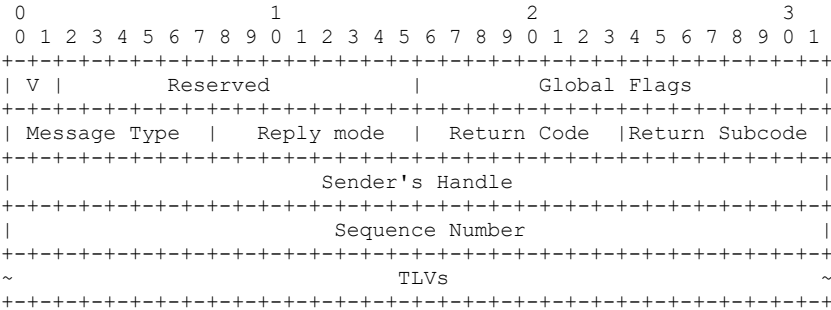 0                   1                   2                   3
 0 1 2 3 4 5 6 7 8 9 0 1 2 3 4 5 6 7 8 9 0 1 2 3 4 5 6 7 8 9 0 1
+-+-+-+-+-+-+-+-+-+-+-+-+-+-+-+-+-+-+-+-+-+-+-+-+-+-+-+-+-+-+-+-+
| V |        Reserved           |         Global Flags          |
+-+-+-+-+-+-+-+-+-+-+-+-+-+-+-+-+-+-+-+-+-+-+-+-+-+-+-+-+-+-+-+-+
| Message Type  |   Reply mode  |  Return Code  |Return Subcode |
+-+-+-+-+-+-+-+-+-+-+-+-+-+-+-+-+-+-+-+-+-+-+-+-+-+-+-+-+-+-+-+-+
|                        Sender's Handle                        |
+-+-+-+-+-+-+-+-+-+-+-+-+-+-+-+-+-+-+-+-+-+-+-+-+-+-+-+-+-+-+-+-+
|                         Sequence Number                       |
+-+-+-+-+-+-+-+-+-+-+-+-+-+-+-+-+-+-+-+-+-+-+-+-+-+-+-+-+-+-+-+-+
~                              TLVs                             ~
+-+-+-+-+-+-+-+-+-+-+-+-+-+-+-+-+-+-+-+-+-+-+-+-+-+-+-+-+-+-+-+-+